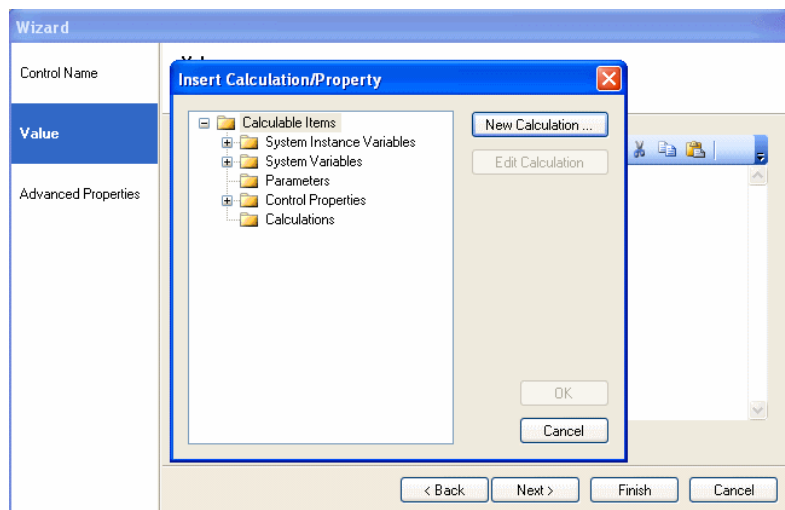 Wizard
Control Name
Value
Advanced Properties
Insert Calculation/Property
Calculable Items
System Instance Variables
System Variables
Parameters
Control Properties
Calculations
New Calculation ...
Edit Calculation
OK
Cancel
< Back
Next >
Finish
Cancel